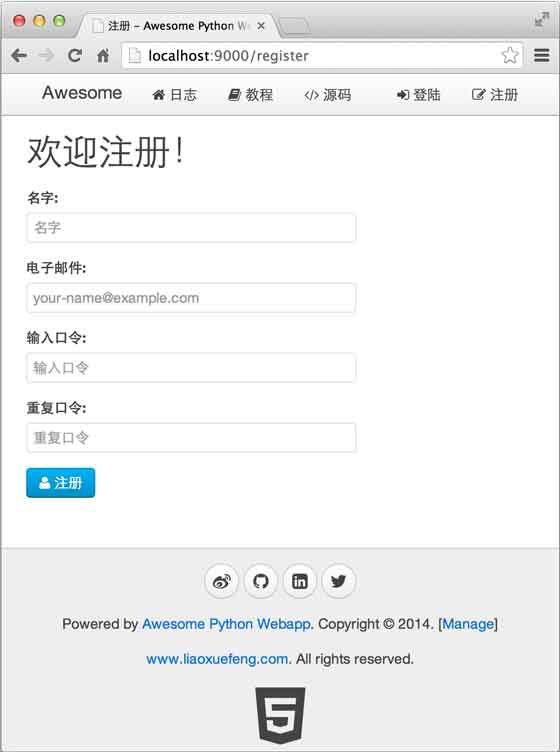 注册 - Awesome Python We
localhost:9000/register
Awesome 日志 教程 源码 登陆 注册
欢迎注册！
名字:
名字
电子邮件:
your-name@example.com
输入口令:
输入口令
重复口令:
重复口令
注册
Powered by Awesome Python Webapp. Copyright © 2014. [Manage]
www.liaoxuefeng.com. All rights reserved.
5